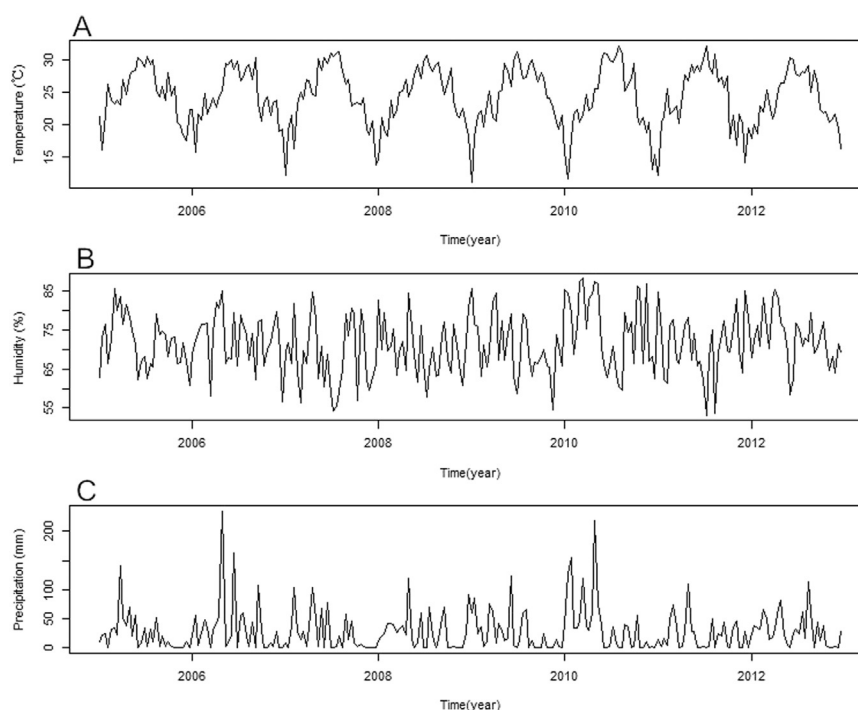 A
Temperature (℃)
30
25
20
15
2006 2008 2010 2012
Time(year)
B
Humidity (%)
85
75
65
55
2006 2008 2010 2012
Time(year)
C
Precipitation (mm)
200
100
50
0
2006 2008 2010 2012
Time(year)